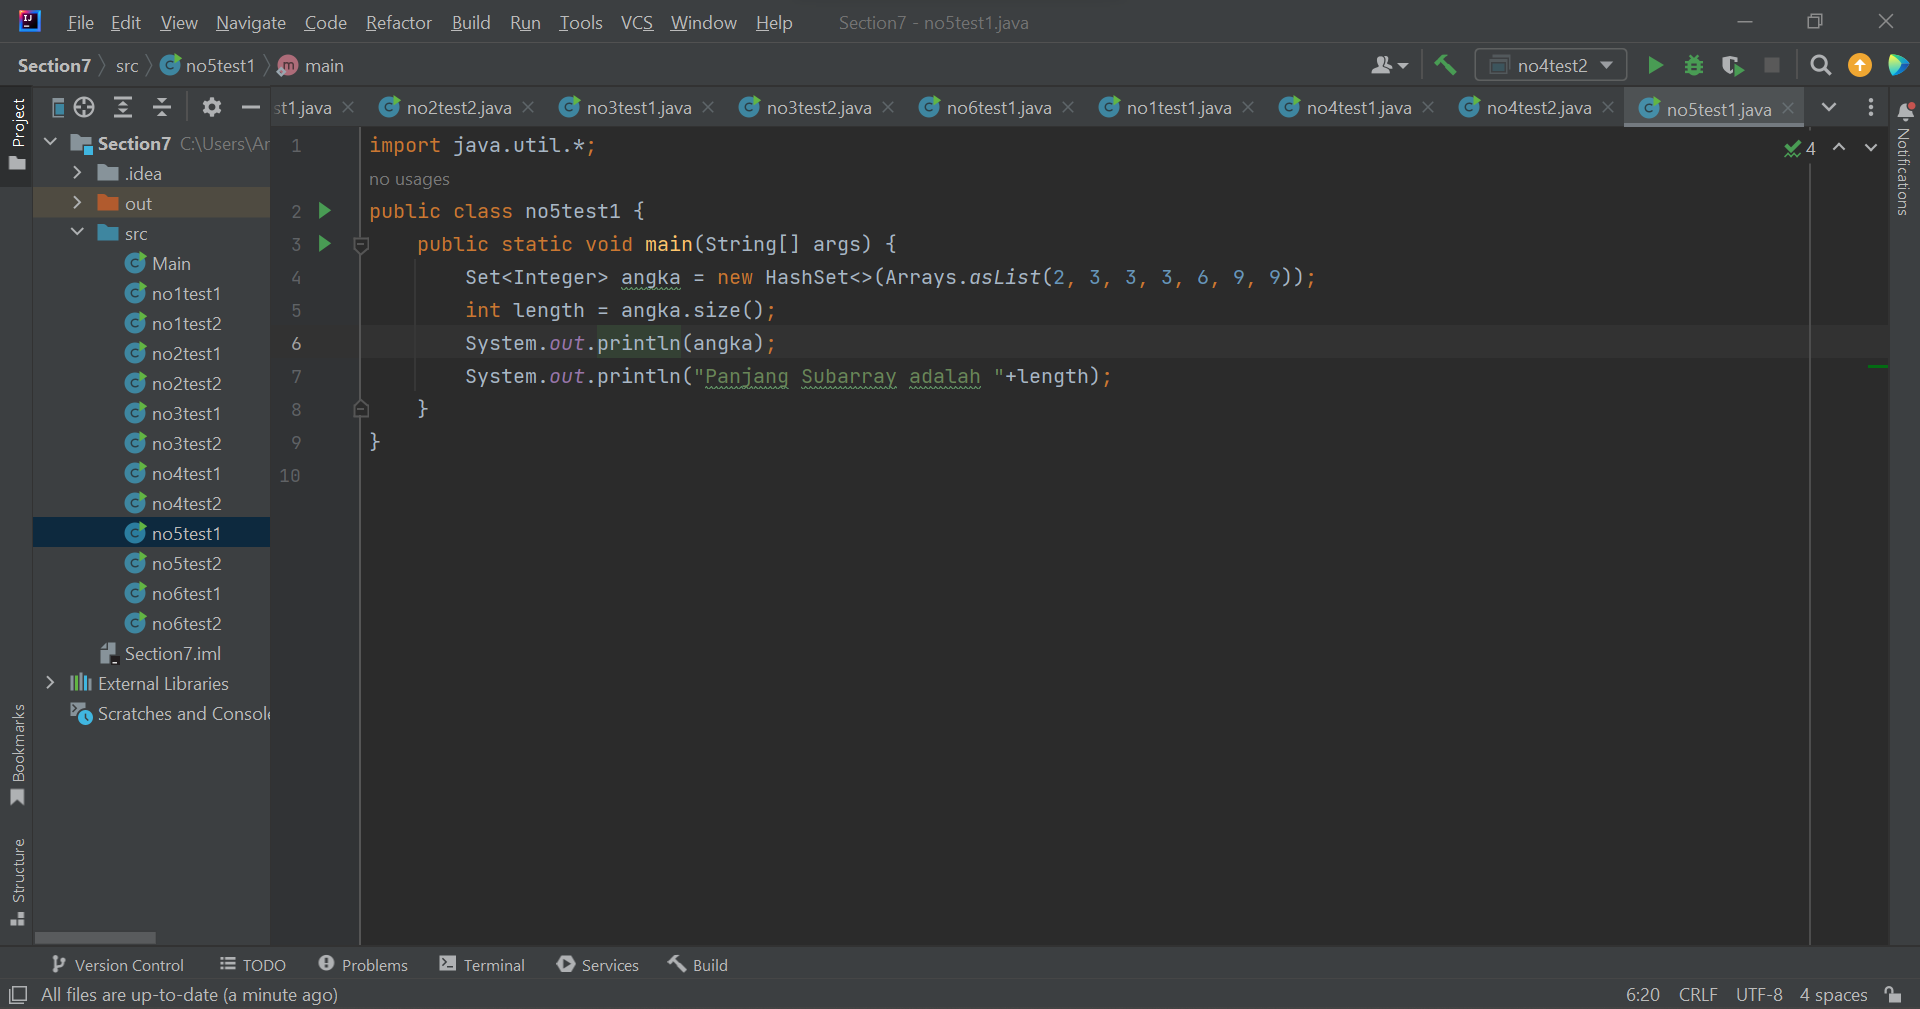 File Edit View Navigate Code Refactor Build Run Tools VCS Window Help Section7 - no5test1.java
Section7 src no5test1 main no4test2
Project
st1.java no2test2.java no3test1.java no3test2.java no6test1.java no1test1.java no4test1.java no4test2.java no5test1.java
Notifications
Section7 C:\Users\Ar
.idea
out
src
Main
no1test1
no1test2
no2test1
no2test2
no3test1
no3test2
no4test1
no4test2
no5test1
no5test2
no6test1
no6test2
Section7.iml
External Libraries
Scratches and Console
1 import java.util.*;
no usages
2 public class no5test1 {
3 public static void main(String[] args) {
4 Set<Integer> angka = new HashSet<>(Arrays.asList(2, 3, 3, 3, 6, 9, 9));
5 int length = angka.size();
6 System.out.println(angka);
7 System.out.println("Panjang Subarray adalah "+length);
8 }
9 }
10
4
Bookmarks
Structure
Version Control TODO Problems Terminal Services Build
All files are up-to-date (a minute ago) 6:20 CRLF UTF-8 4 spaces